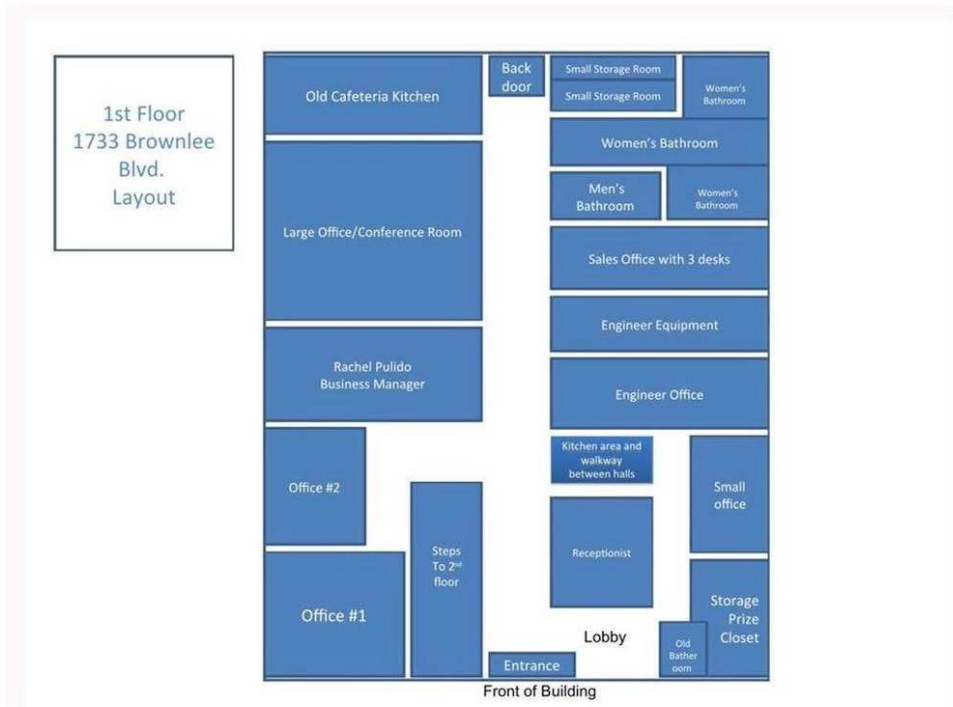 1st Floor
1733 Brownlee
Blvd.
Layout
Old Cafeteria Kitchen
Back
door
Small Storage Room
Small Storage Room
Women's
Bathroom
Women's Bathroom
Men's
Bathroom
Women's
Bathroom
Large Office/Conference Room
Sales Office with 3 desks
Engineer Equipment
Rachel Pulido
Business Manager
Engineer Office
Kitchen area and
walkway
between halls
Office #2
Small
office
Steps
To 2nd
floor
Receptionist
Office #1
Storage
Prize
Closet
Lobby
Old
Bather
oom
Entrance
Front of Building